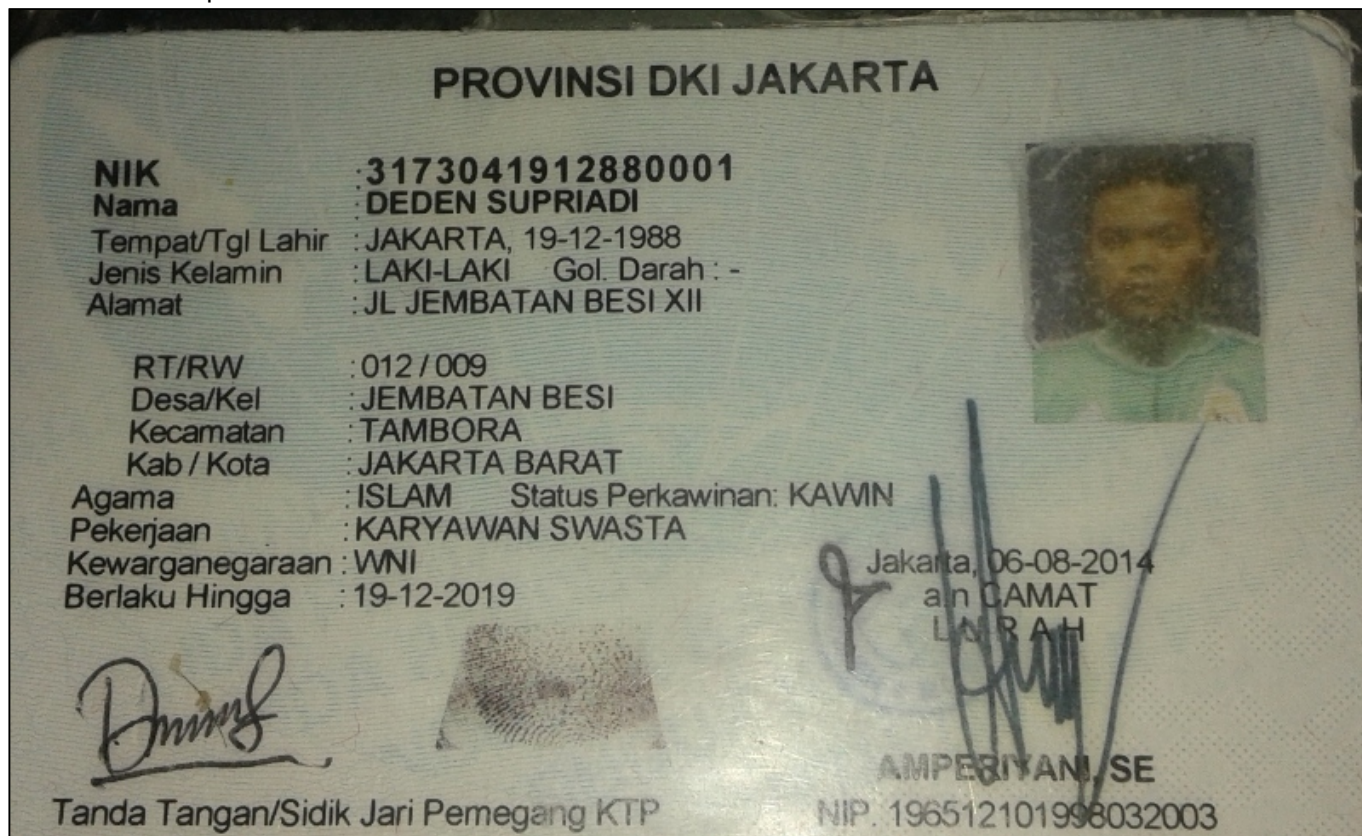 PROVINSI DKI JAKARTA
NIK : 3173041912880001
Nama : DEDEN SUPRIADI
Tempat/Tgl Lahir : JAKARTA, 19-12-1988
Jenis Kelamin : LAKI-LAKI Gol. Darah : -
Alamat : JL JEMBATAN BESI XII
RT/RW : 012 / 009
Desa/Kel : JEMBATAN BESI
Kecamatan : TAMBORA
Kab / Kota : JAKARTA BARAT
Agama : ISLAM Status Perkawinan: KAWIN
Pekerjaan : KARYAWAN SWASTA
Kewarganegaraan : WNI
Berlaku Hingga : 19-12-2019
Jakarta, 06-08-2014
a.n CAMAT
LURAH
AMPERIYANI, SE
Tanda Tangan/Sidik Jari Pemegang KTP NIP. 196512101998032003